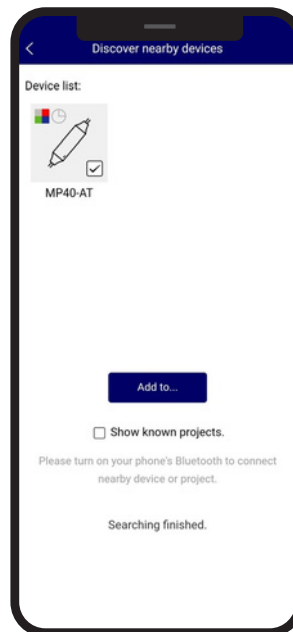 Discover nearby devices
Device list:
MP40-AT
Add to...
Show known projects.
Please turn on your phone's Bluetooth to connect
nearby device or project.
Searching finished.